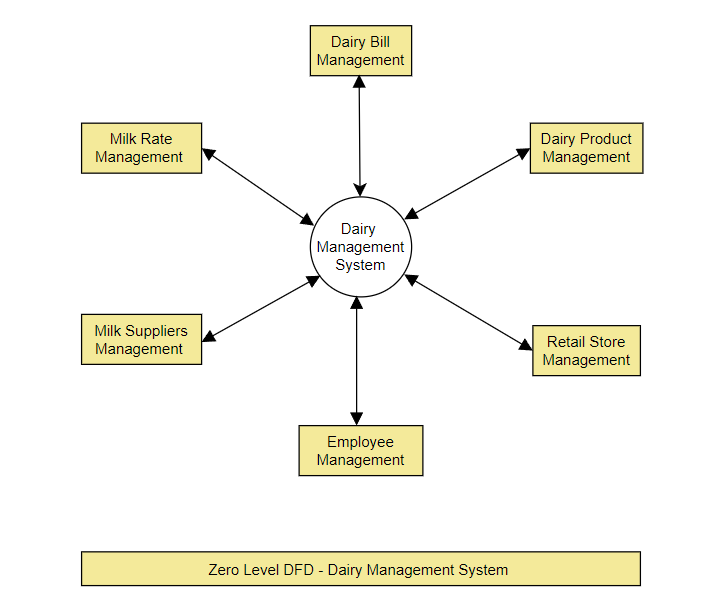 Dairy Bill
Management
Milk Rate
Management
Dairy Product
Management
Dairy
Management
System
Milk Suppliers
Management
Retail Store
Management
Employee
Management
Zero Level DFD - Dairy Management System